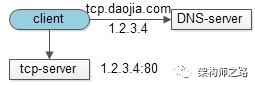 tcp.daojia.com
client
DNS-server
1.2.3.4
tcp-server
1.2.3.4:80
架构师之路